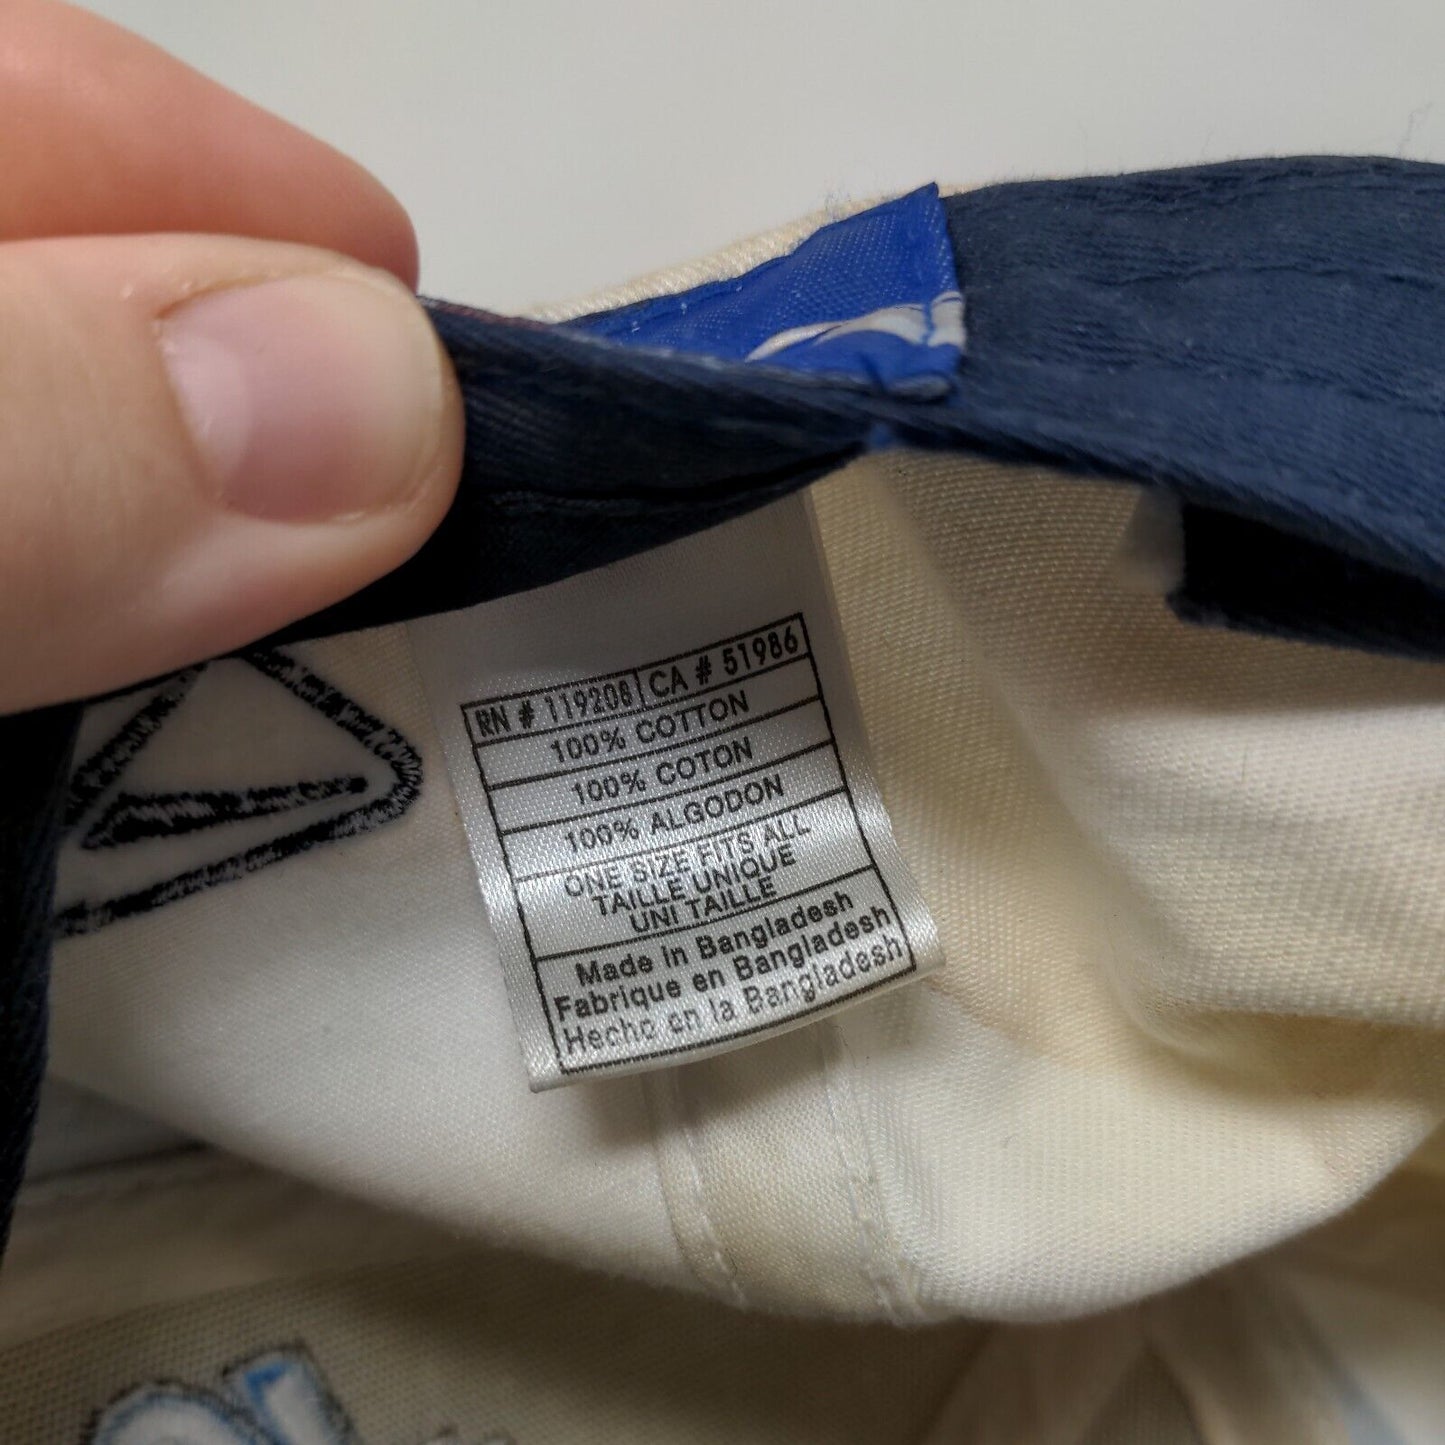 RN # 119208 CA # 51986
100% COTTON
100% COTON
100% ALGODON
ONE SIZE FITS ALL
TAILLE UNIQUE
UNI TAILLE
Made in Bangladesh
Fabrique en Bangladesh
Hecho en la Bangladesh